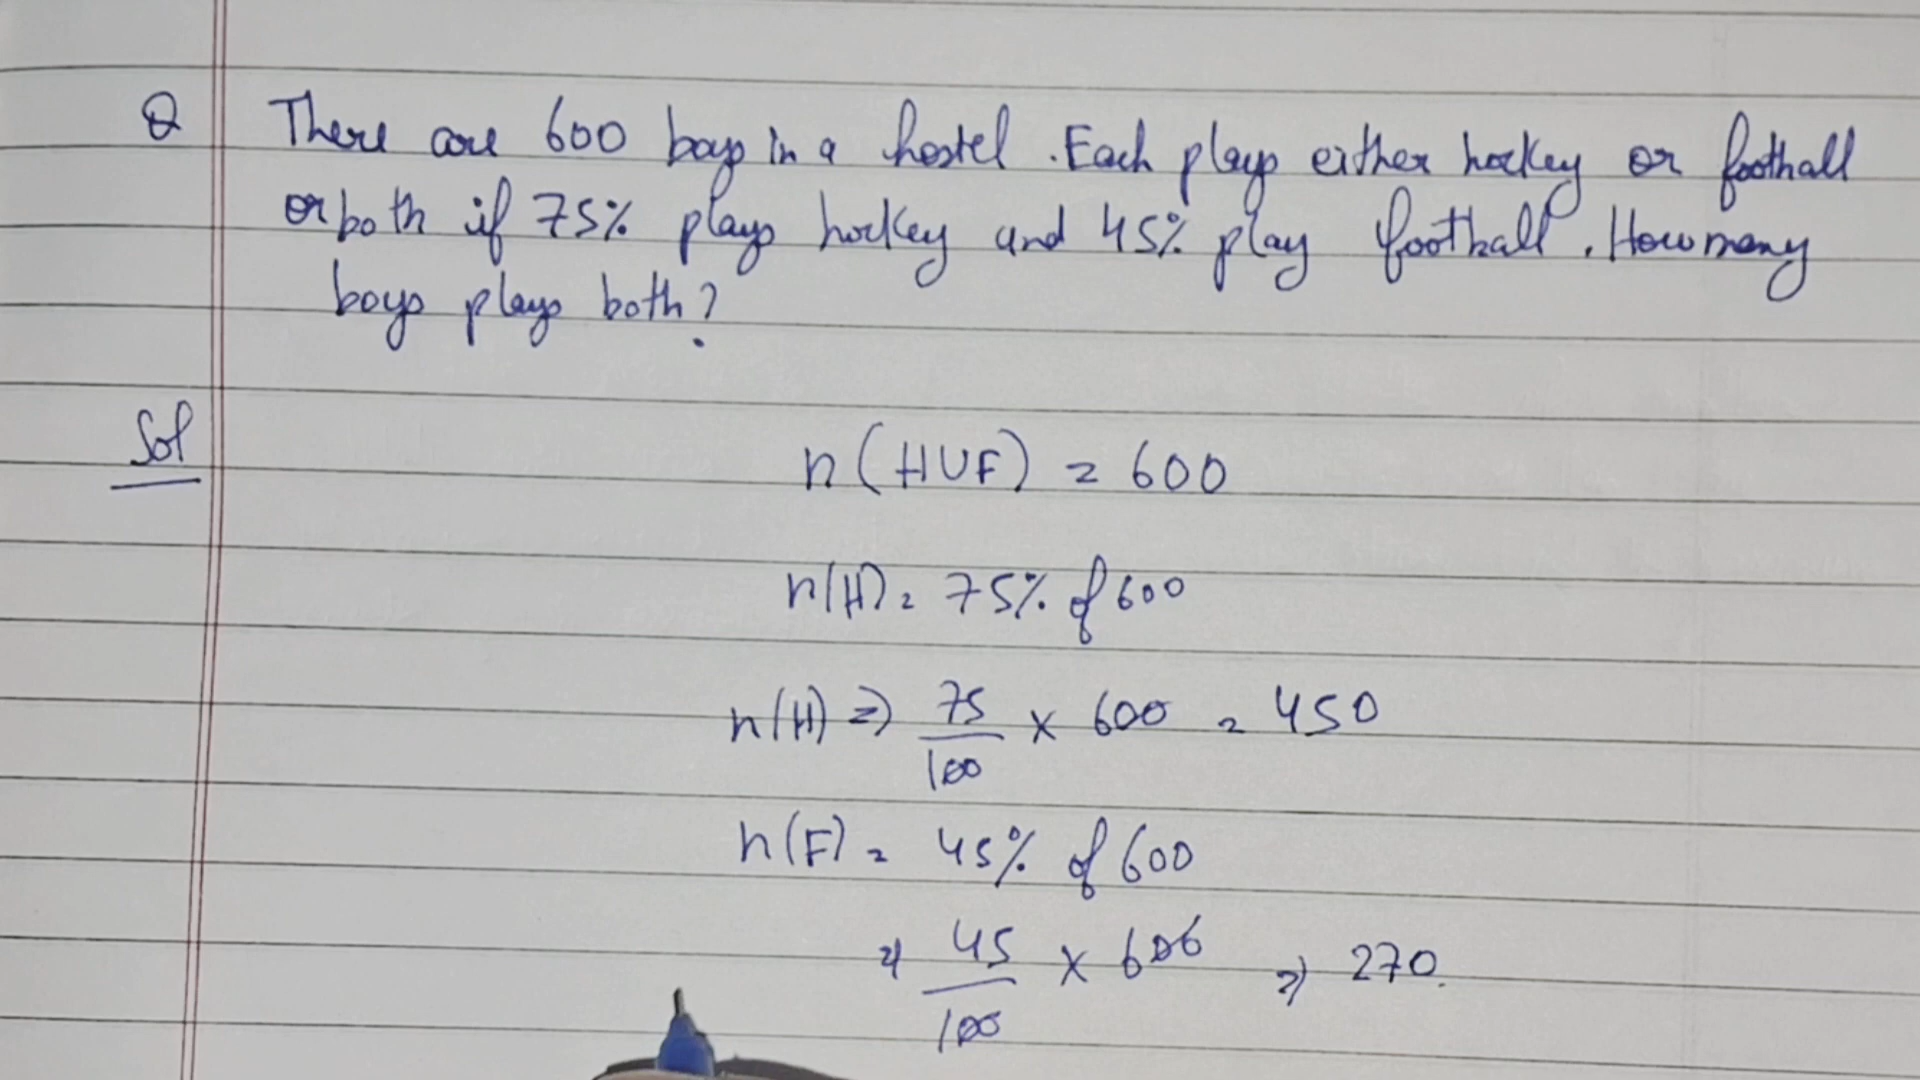 Q There are 600 boys in a hostel. Each plays either hockey or football
or both if 75% plays hockey and 45% play football. How many
boys plays both?
Sol
n(HUF) = 600
n(H) = 75% of 600
n(H) => 75/100 x 600 = 450
n(F) = 45% of 600
=> 45/100 x 600 => 270.